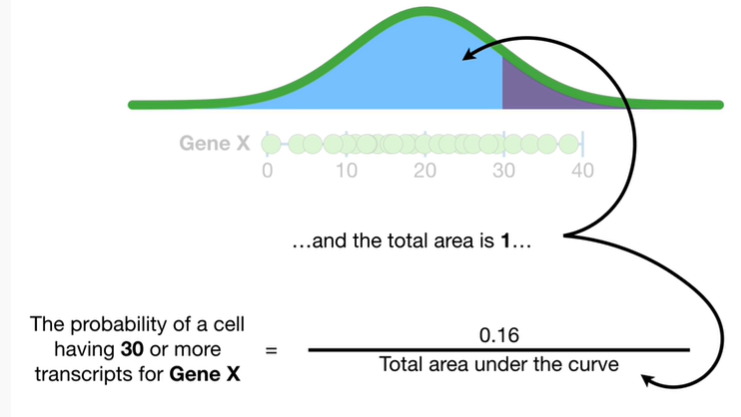 Gene X
0 10 20 30 40
...and the total area is 1...
The probability of a cell
having 30 or more
transcripts for Gene X
=
0.16
Total area under the curve